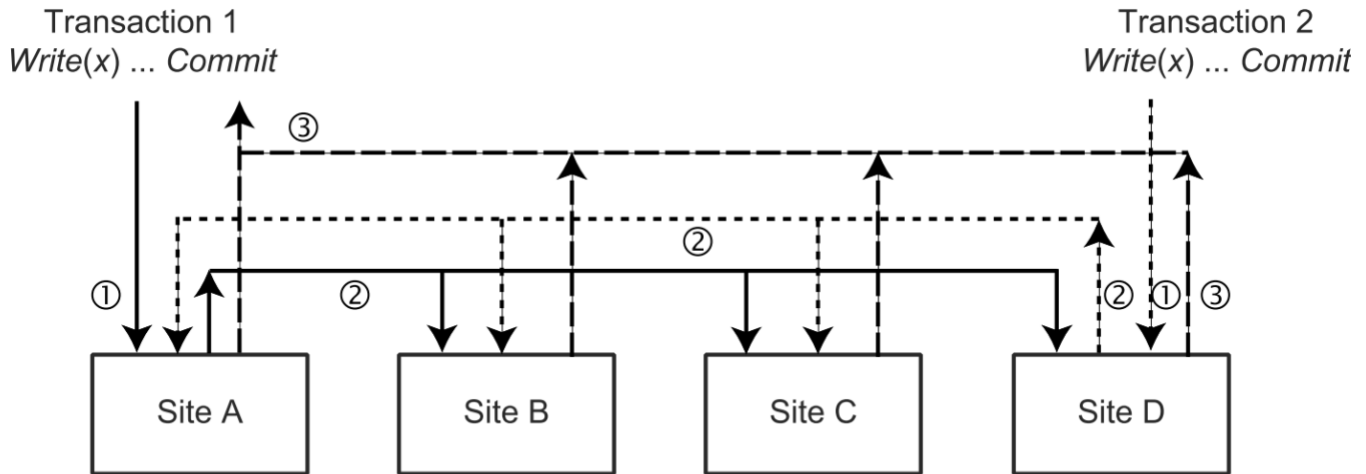 Transaction 1
Write(x) ... Commit
Transaction 2
Write(x) ... Commit
③
②
①
②
②
①
③
Site A
Site B
Site C
Site D